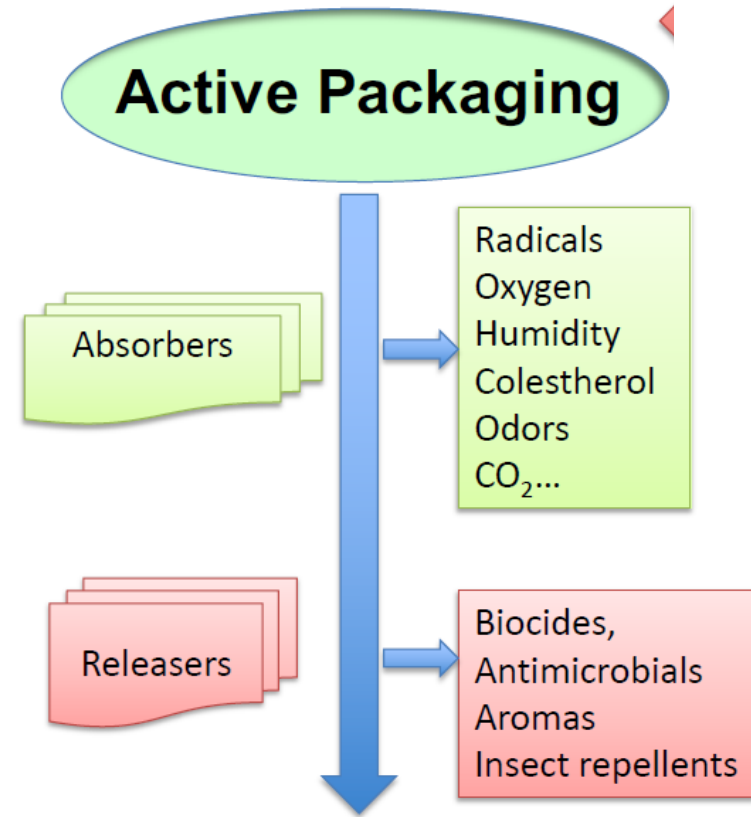 Active Packaging
Absorbers
Radicals
Oxygen
Humidity
Colestherol
Odors
CO₂...
Releasers
Biocides,
Antimicrobials
Aromas
Insect repellents